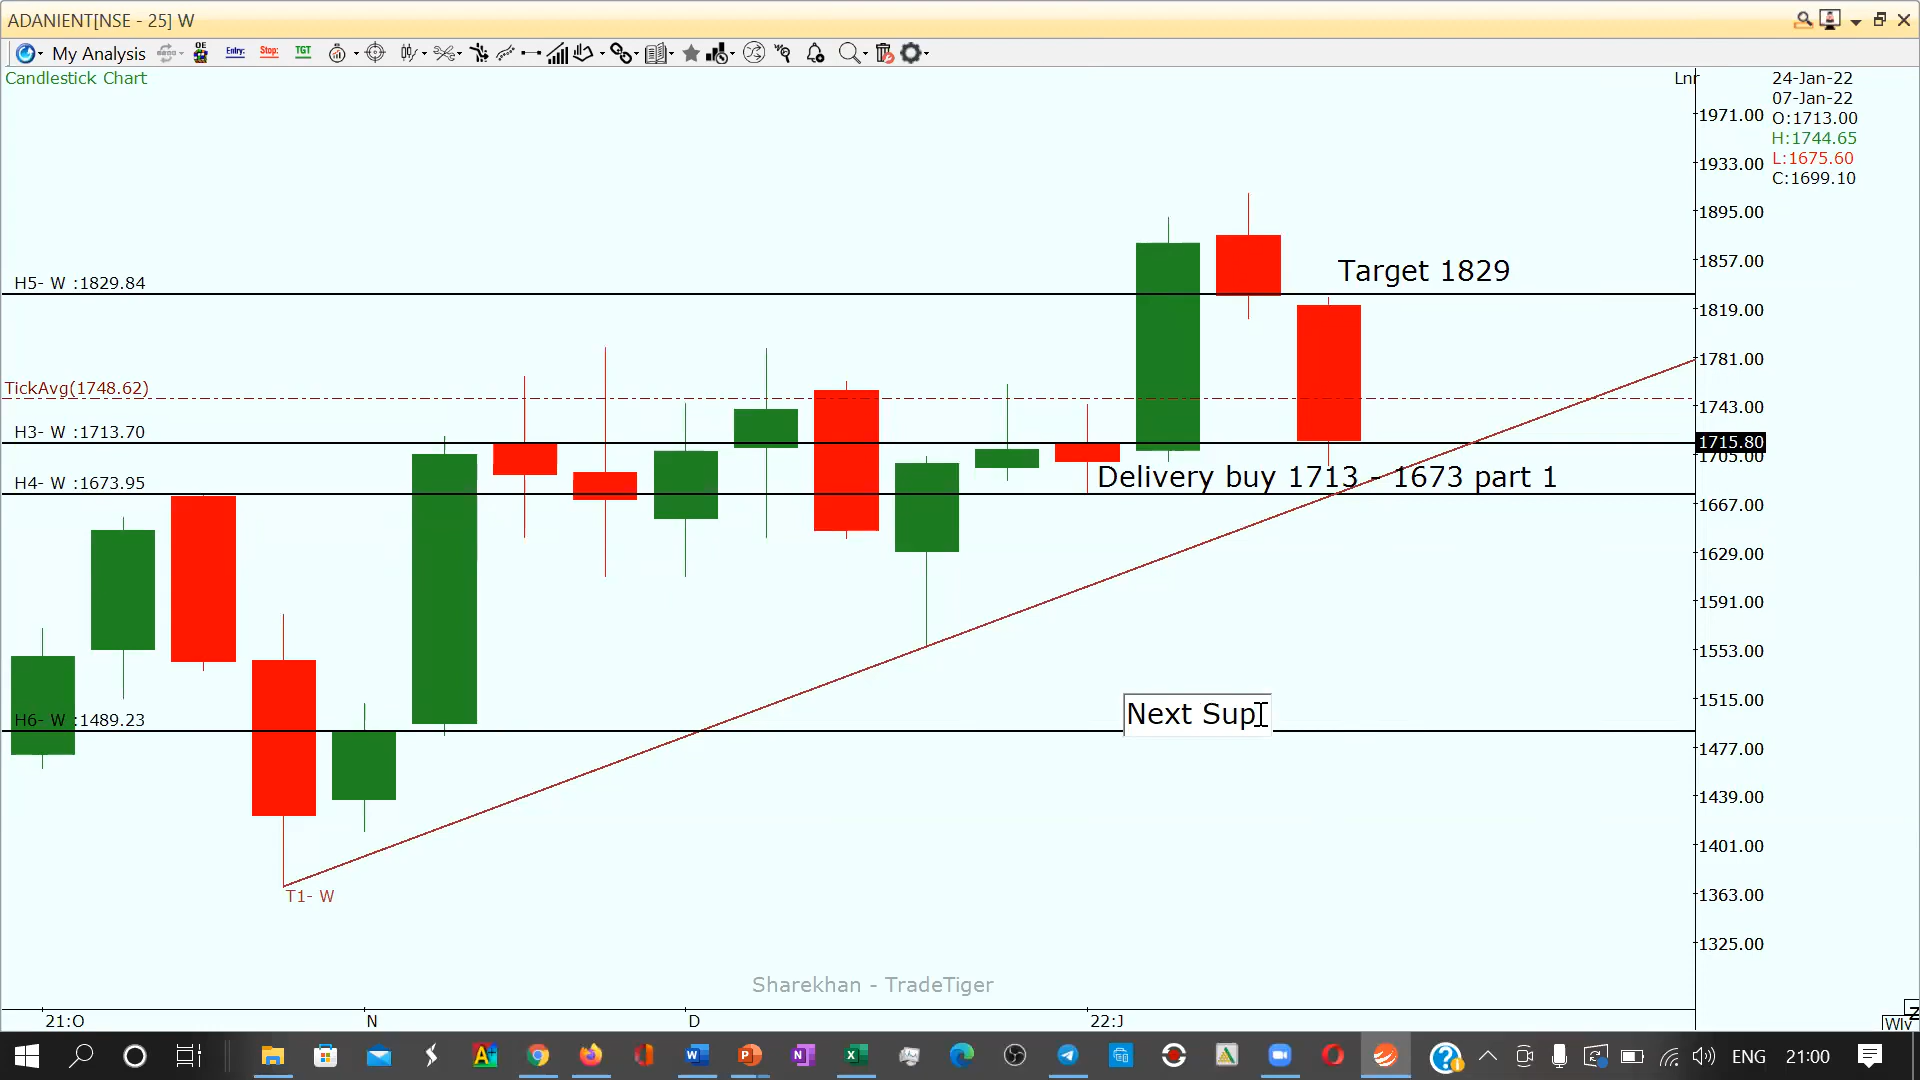 ADANIENT[NSE - 25] W
My Analysis
OE
Entry:
Stop:
TGT
Candlestick Chart
Lnr
24-Jan-22
07-Jan-22
O:1713.00
H:1744.65
L:1675.60
C:1699.10
1971.00
1933.00
1895.00
Target 1829
1857.00
H5- W :1829.84
1819.00
1781.00
TickAvg(1748.62)
1743.00
H3- W :1713.70
1715.80
1705.00
Delivery buy 1713 - 1673 part 1
H4- W :1673.95
1667.00
1629.00
1591.00
1553.00
1515.00
Next Sup
H6- W :1489.23
1477.00
1439.00
1401.00
T1- W
1363.00
1325.00
Sharekhan - TradeTiger
21:O
N
D
22:J
ENG
21:00